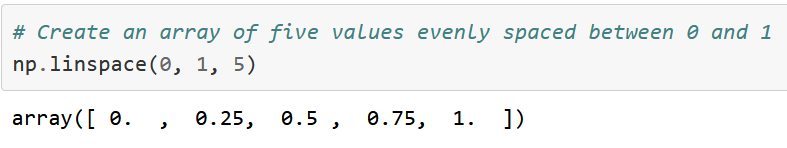 # Create an array of five values evenly spaced between 0 and 1
np.linspace(0, 1, 5)
array([ 0.  ,  0.25,  0.5 ,  0.75,  1.  ])